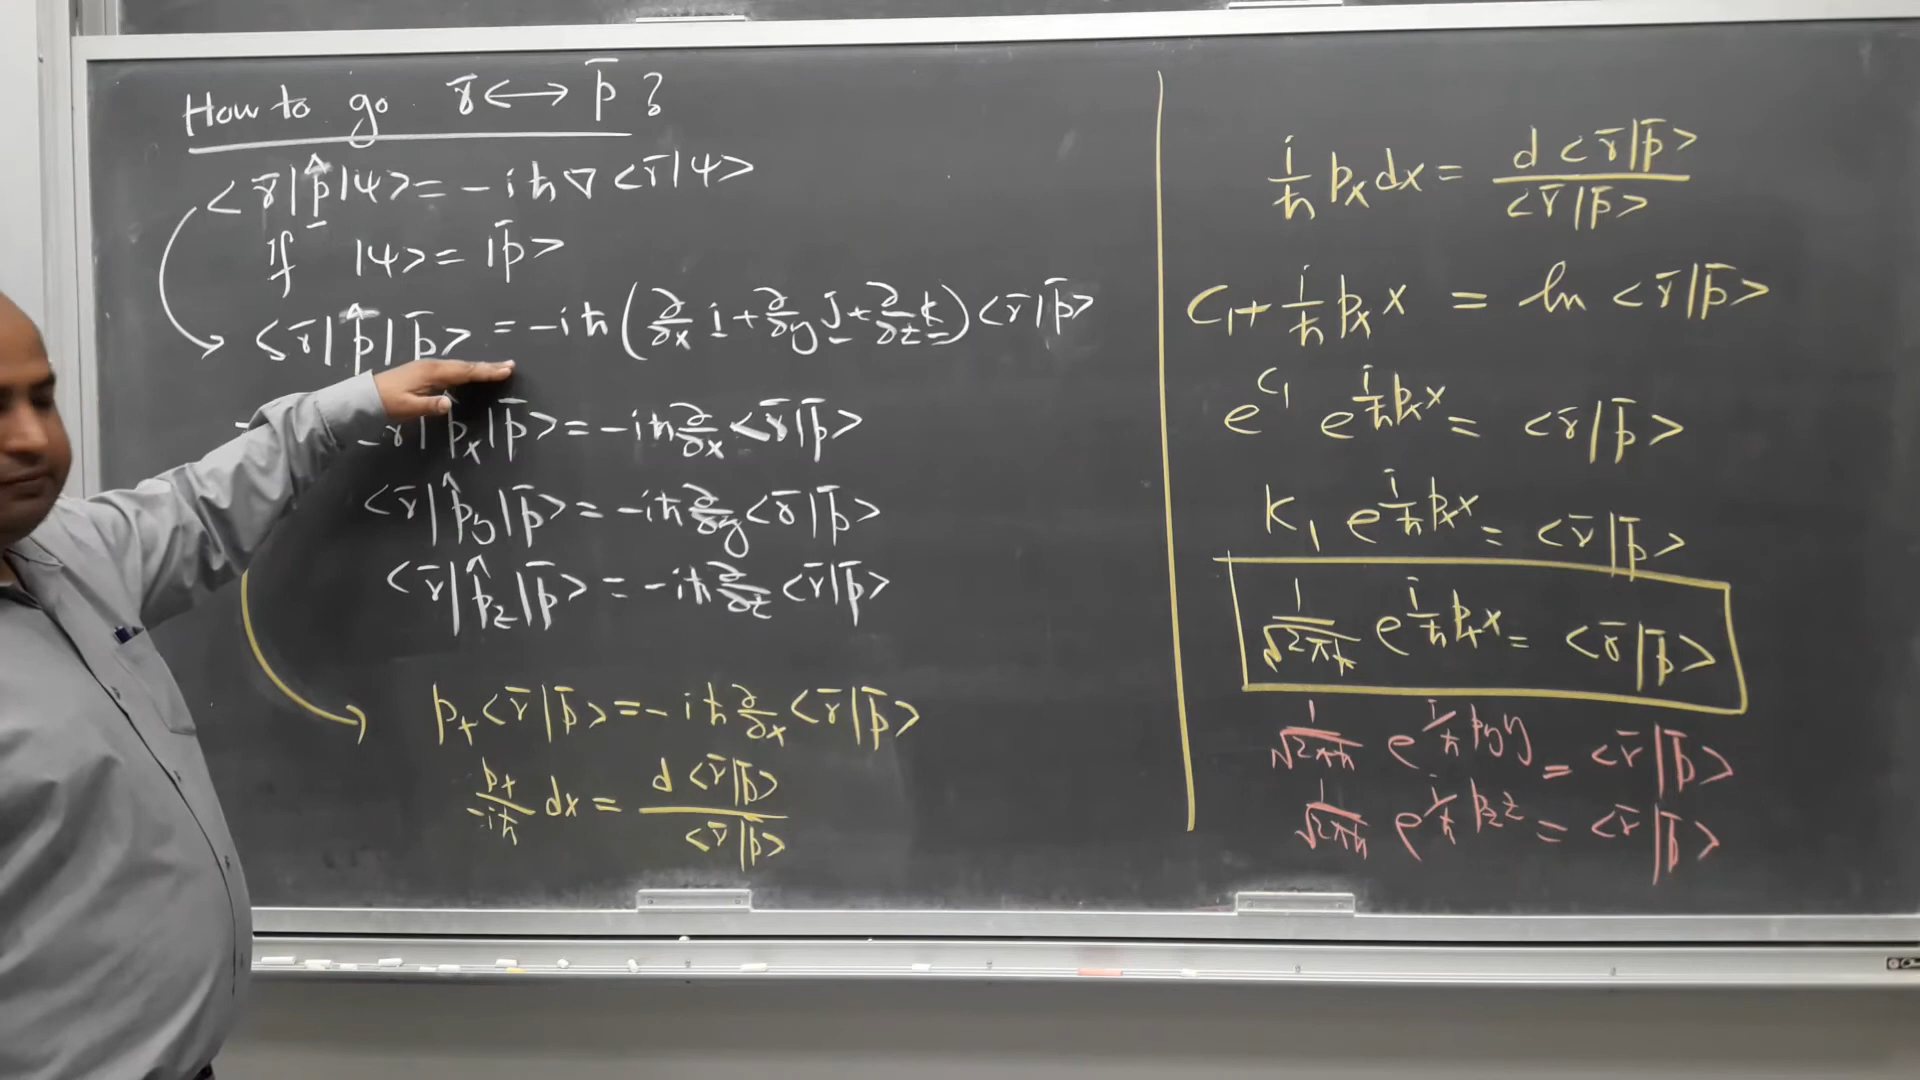 How to go r̄ ⟷ p̄ ?
<r̄|p̂|ψ> = -iħ∇<r̄|ψ>
If |ψ> = |p̄>
<r̄|p̂|p̄> = -iħ(∂/∂x i + ∂/∂y j + ∂/∂z k)<r̄|p̄>
r̄|p̂x|p̄> = -iħ ∂/∂x <r̄|p̄>
<r̄|p̂y|p̄> = -iħ ∂/∂y <r̄|p̄>
<r̄|p̂z|p̄> = -iħ ∂/∂z <r̄|p̄>
px <r̄|p̄> = -iħ ∂/∂x <r̄|p̄>
px/-iħ dx = d<r̄|p̄>/<r̄|p̄>
i/ħ px dx = d<r̄|p̄>/<r̄|p̄>
C₁ + i/ħ px x = ln <r̄|p̄>
e^C₁ e^(i/ħ px x) = <r̄|p̄>
K₁ e^(i/ħ px x) = <r̄|p̄>
1/√2πħ e^(i/ħ px x) = <r̄|p̄>
1/√2πħ e^(i/ħ py y) = <r̄|p̄>
1/√2πħ e^(i/ħ pz z) = <r̄|p̄>